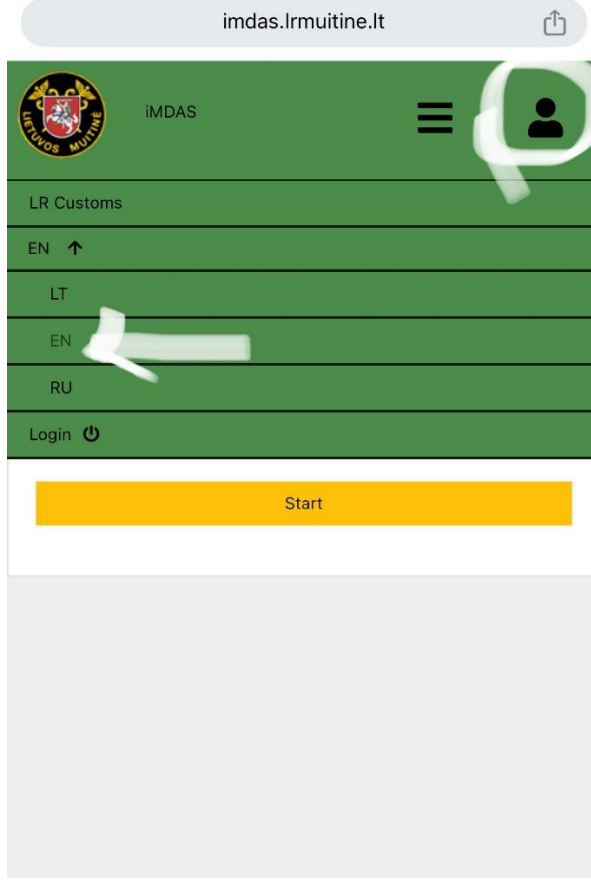 imdas.lrmuitine.lt
LIETUVOS MUITINĖ
iMDAS
LR Customs
EN
LT
EN
RU
Login
Start